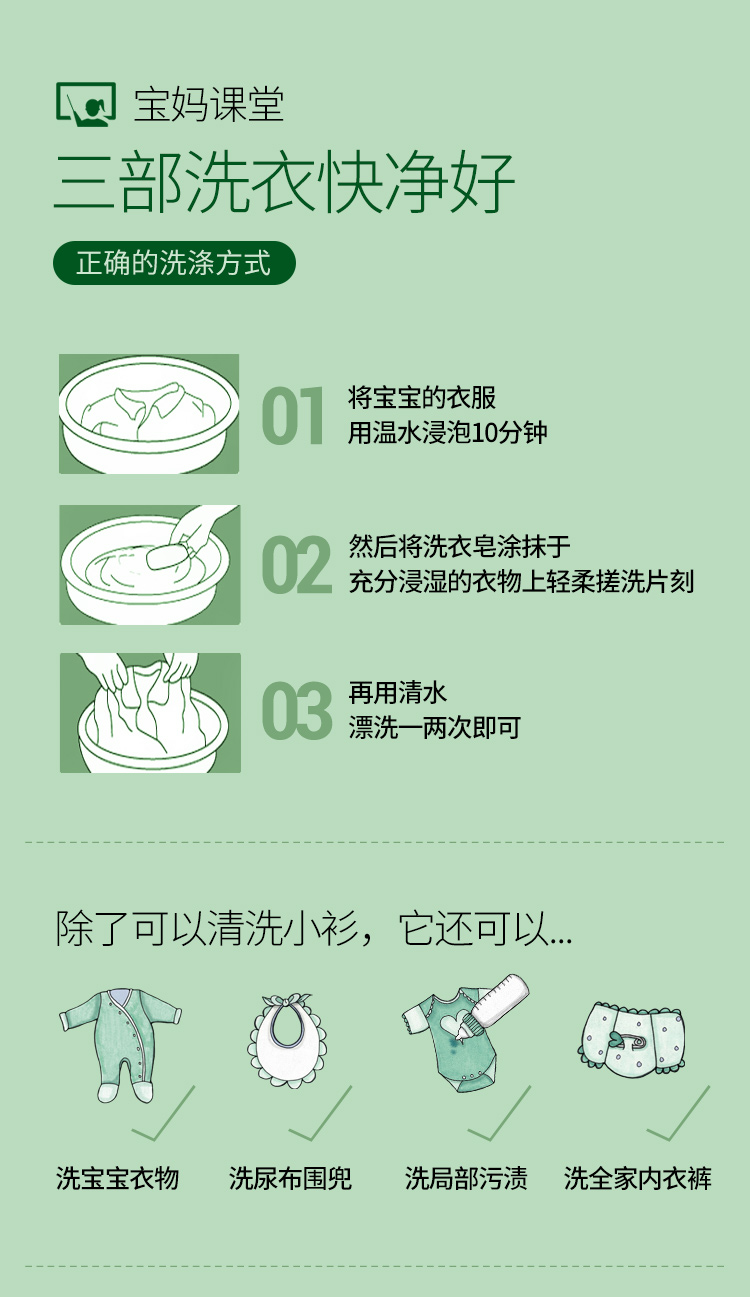 宝妈课堂
三部洗衣快净好
正确的洗涤方式
01
将宝宝的衣服
用温水浸泡10分钟
02
然后将洗衣皂涂抹于
充分浸湿的衣物上轻柔搓洗片刻
03
再用清水
漂洗一两次即可
除了可以清洗小衫，它还可以...
洗宝宝衣物
洗尿布围兜
洗局部污渍
洗全家内衣裤